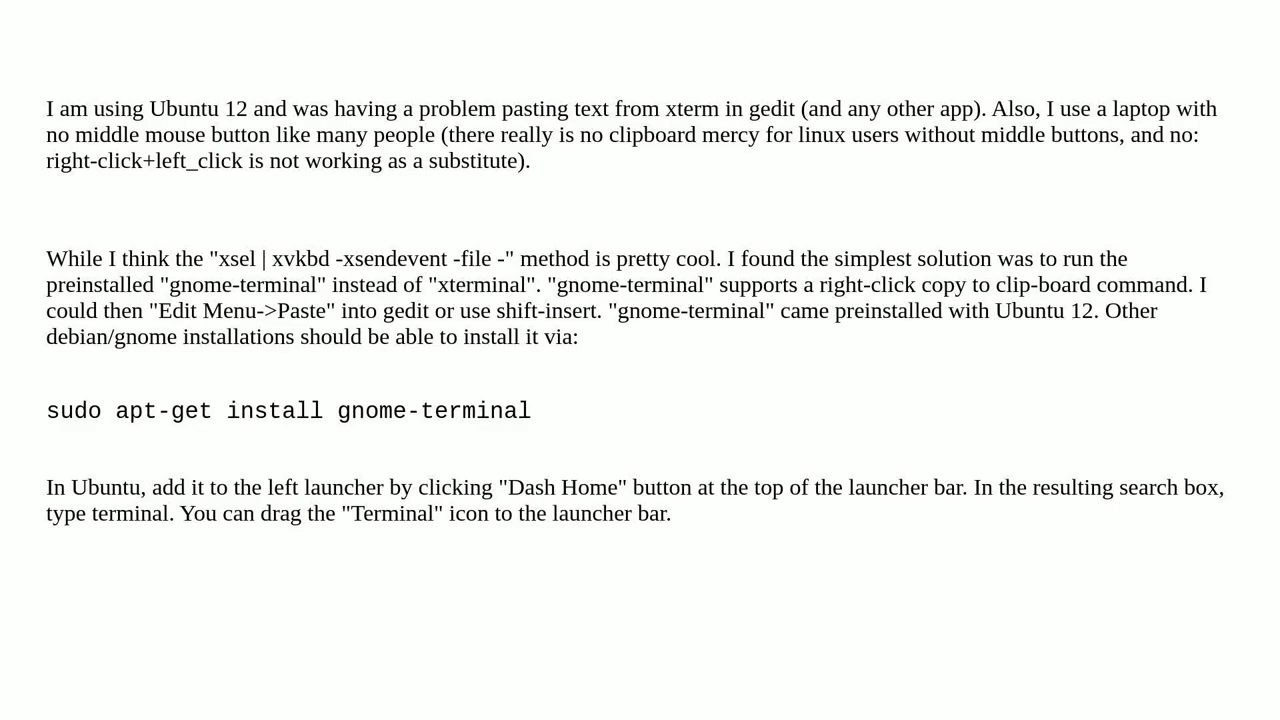 I am using Ubuntu 12 and was having a problem pasting text from xterm in gedit (and any other app). Also, I use a laptop with
no middle mouse button like many people (there really is no clipboard mercy for linux users without middle buttons, and no:
right-click+left_click is not working as a substitute).
While I think the "xsel | xvkbd -xsendevent -file -" method is pretty cool. I found the simplest solution was to run the
preinstalled "gnome-terminal" instead of "xterminal". "gnome-terminal" supports a right-click copy to clip-board command. I
could then "Edit Menu->Paste" into gedit or use shift-insert. "gnome-terminal" came preinstalled with Ubuntu 12. Other
debian/gnome installations should be able to install it via:
sudo apt-get install gnome-terminal
In Ubuntu, add it to the left launcher by clicking "Dash Home" button at the top of the launcher bar. In the resulting search box,
type terminal. You can drag the "Terminal" icon to the launcher bar.